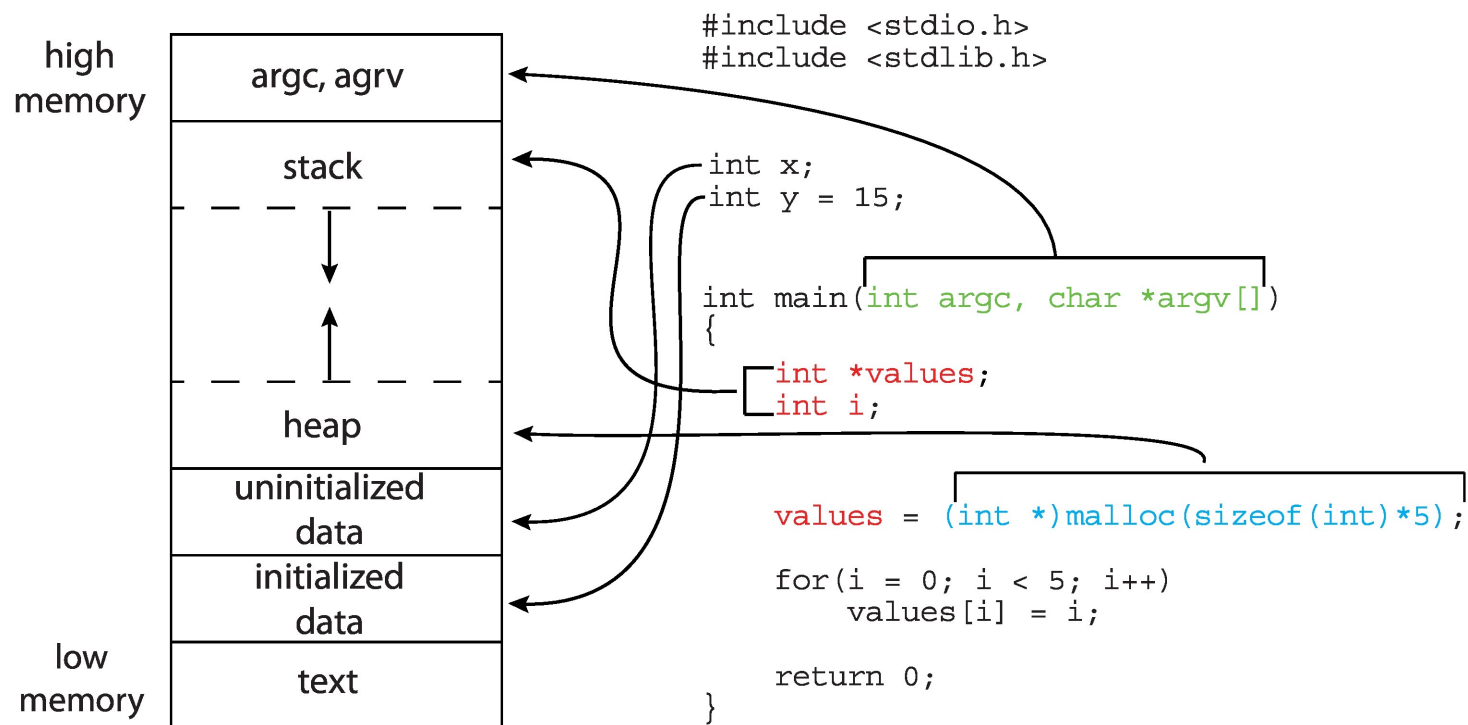 high
memory
argc, agrv
stack
heap
uninitialized
data
initialized
data
low
memory
text
#include <stdio.h>
#include <stdlib.h>
int x;
int y = 15;
int main(int argc, char *argv[])
{
int *values;
int i;
values = (int *)malloc(sizeof(int)*5);
for(i = 0; i < 5; i++)
values[i] = i;
return 0;
}